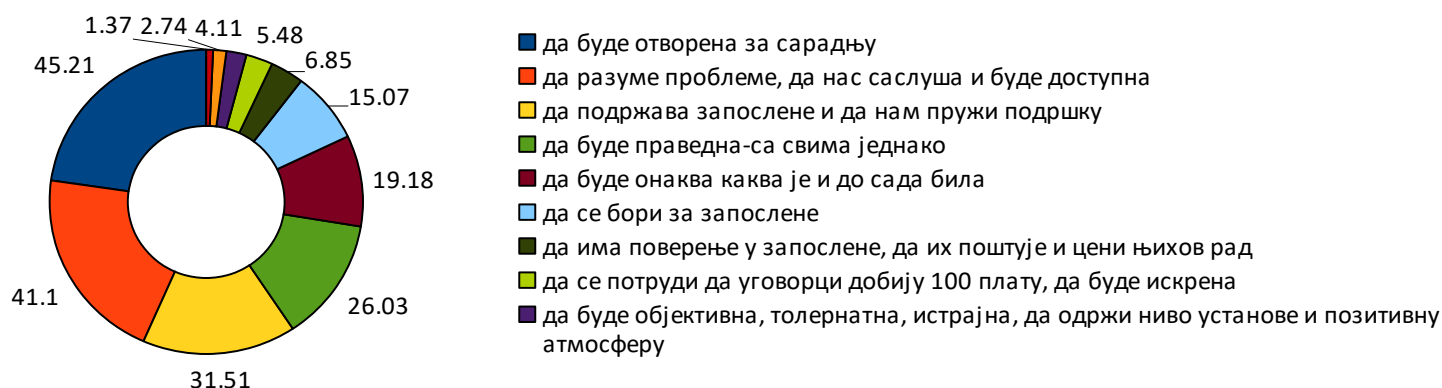 1.37
2.74
4.11
5.48
6.85
15.07
19.18
26.03
31.51
41.1
45.21
да буде отворена за сарадњу
да разуме проблеме, да нас саслуша и буде доступна
да подржава запослене и да нам пружи подршку
да буде праведна-са свима једнако
да буде онаква каква је и до сада била
да се бори за запослене
да има поверење у запослене, да их поштује и цени њихов рад
да се потруди да уговорци добију 100 плату, да буде искрена
да буде објективна, толернатна, истрајна, да одржи ниво установе и позитивну
атмосферу